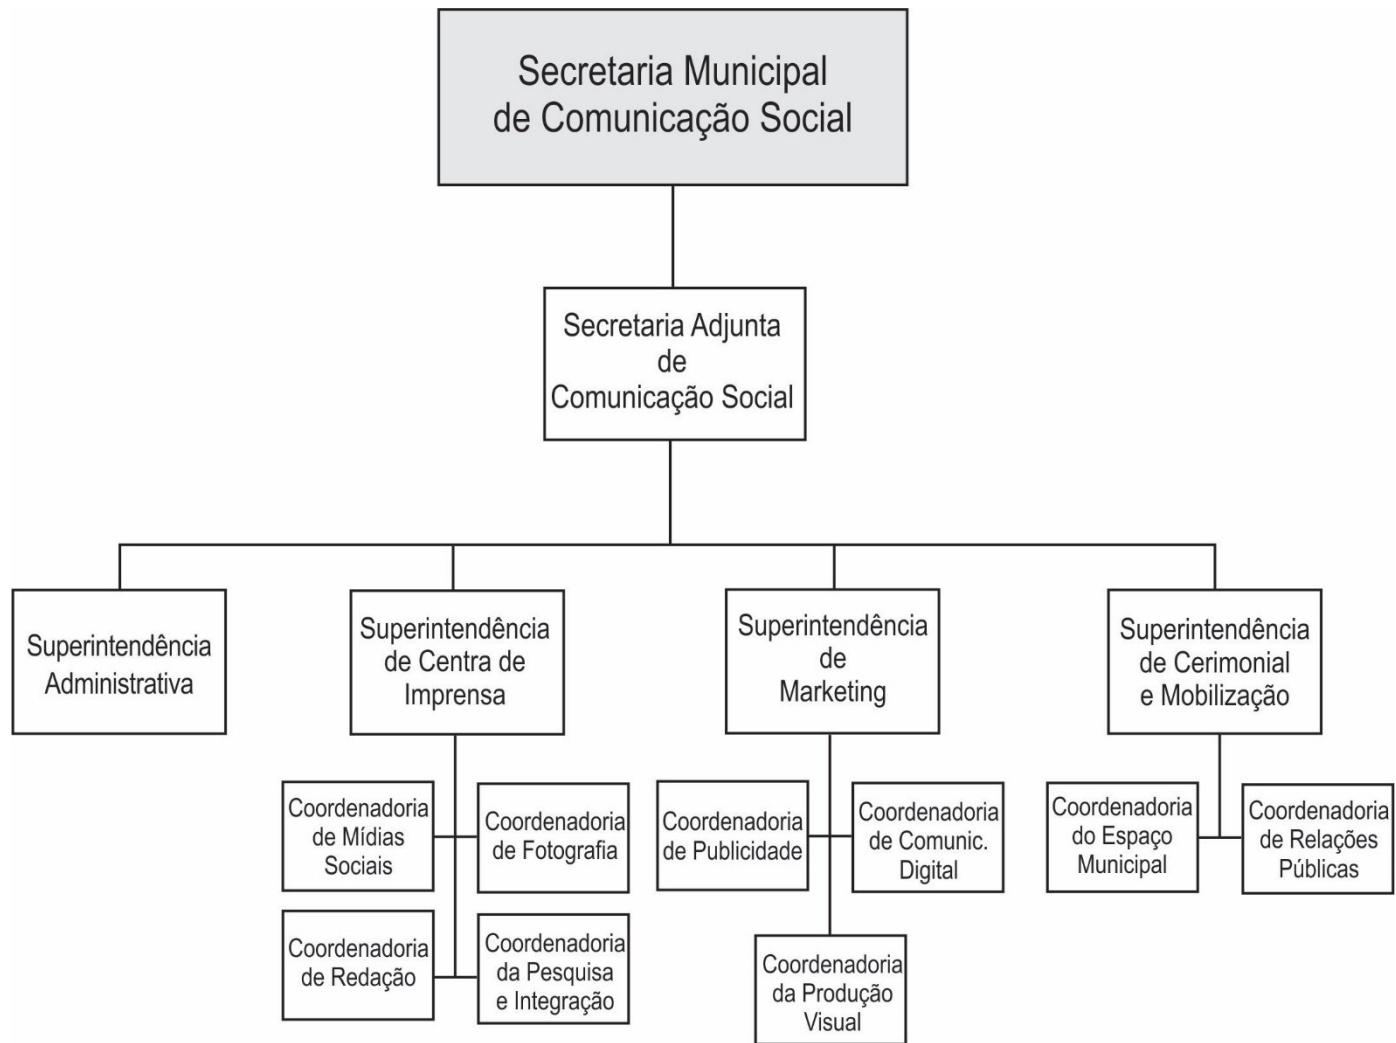 Secretaria Municipal
de Comunicação Social
Secretaria Adjunta
de
Comunicação Social
Superintendência
Administrativa
Superintendência
de Centra de
Imprensa
Superintendência
de
Marketing
Superintendência
de Cerimonial
e Mobilização
Coordenadoria
de Mídias
Sociais
Coordenadoria
de Fotografia
Coordenadoria
de Redação
Coordenadoria
da Pesquisa
e Integração
Coordenadoria
de Publicidade
Coordenadoria
de Comunic.
Digital
Coordenadoria
da Produção
Visual
Coordenadoria
do Espaço
Municipal
Coordenadoria
de Relações
Públicas